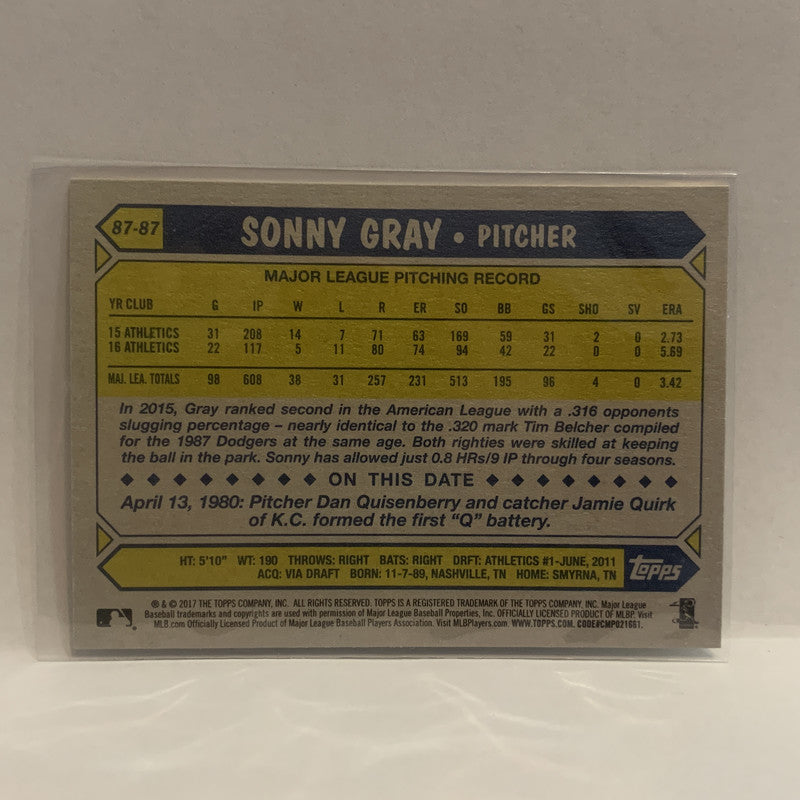 87-87
SONNY GRAY • PITCHER
MAJOR LEAGUE PITCHING RECORD
YR CLUB G IP W L R ER SO BB GS SHO SV ERA
15 ATHLETICS 31 208 14 7 71 63 169 59 31 2 0 2.73
16 ATHLETICS 22 117 5 11 80 74 94 42 22 0 0 5.69
MAJ. LEA. TOTALS 98 608 38 31 257 231 513 195 96 4 0 3.42
In 2015, Gray ranked second in the American League with a .316 opponents
slugging percentage – nearly identical to the .320 mark Tim Belcher compiled
for the 1987 Dodgers at the same age. Both righties were skilled at keeping
the ball in the park. Sonny has allowed just 0.8 HRs/9 IP through four seasons.
◆ ◆ ◆ ◆ ◆ ◆ ◆ ◆ ON THIS DATE ◆ ◆ ◆ ◆ ◆ ◆ ◆ ◆
April 13, 1980: Pitcher Dan Quisenberry and catcher Jamie Quirk
of K.C. formed the first "Q" battery.
HT: 5'10" WT: 190 THROWS: RIGHT BATS: RIGHT DRFT: ATHLETICS #1-JUNE, 2011
ACQ: VIA DRAFT BORN: 11-7-89, NASHVILLE, TN HOME: SMYRNA, TN
topps
® & © 2017 THE TOPPS COMPANY, INC. ALL RIGHTS RESERVED. TOPPS IS A REGISTERED TRADEMARK OF THE TOPPS COMPANY, INC. Major League
Baseball trademarks and copyrights are used with permission of Major League Baseball Properties, Inc. OFFICIALLY LICENSED PRODUCT OF MLBP. Visit
MLB.com Officially Licensed Product of Major League Baseball Players Association. Visit MLBPlayers.com. WWW.TOPPS.COM. CODE#CMP021661.